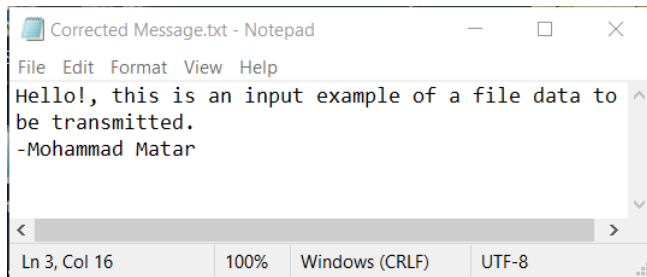 Corrected Message.txt - Notepad
File Edit Format View Help
Hello!, this is an input example of a file data to
be transmitted.
-Mohammad Matar
Ln 3, Col 16 100% Windows (CRLF) UTF-8